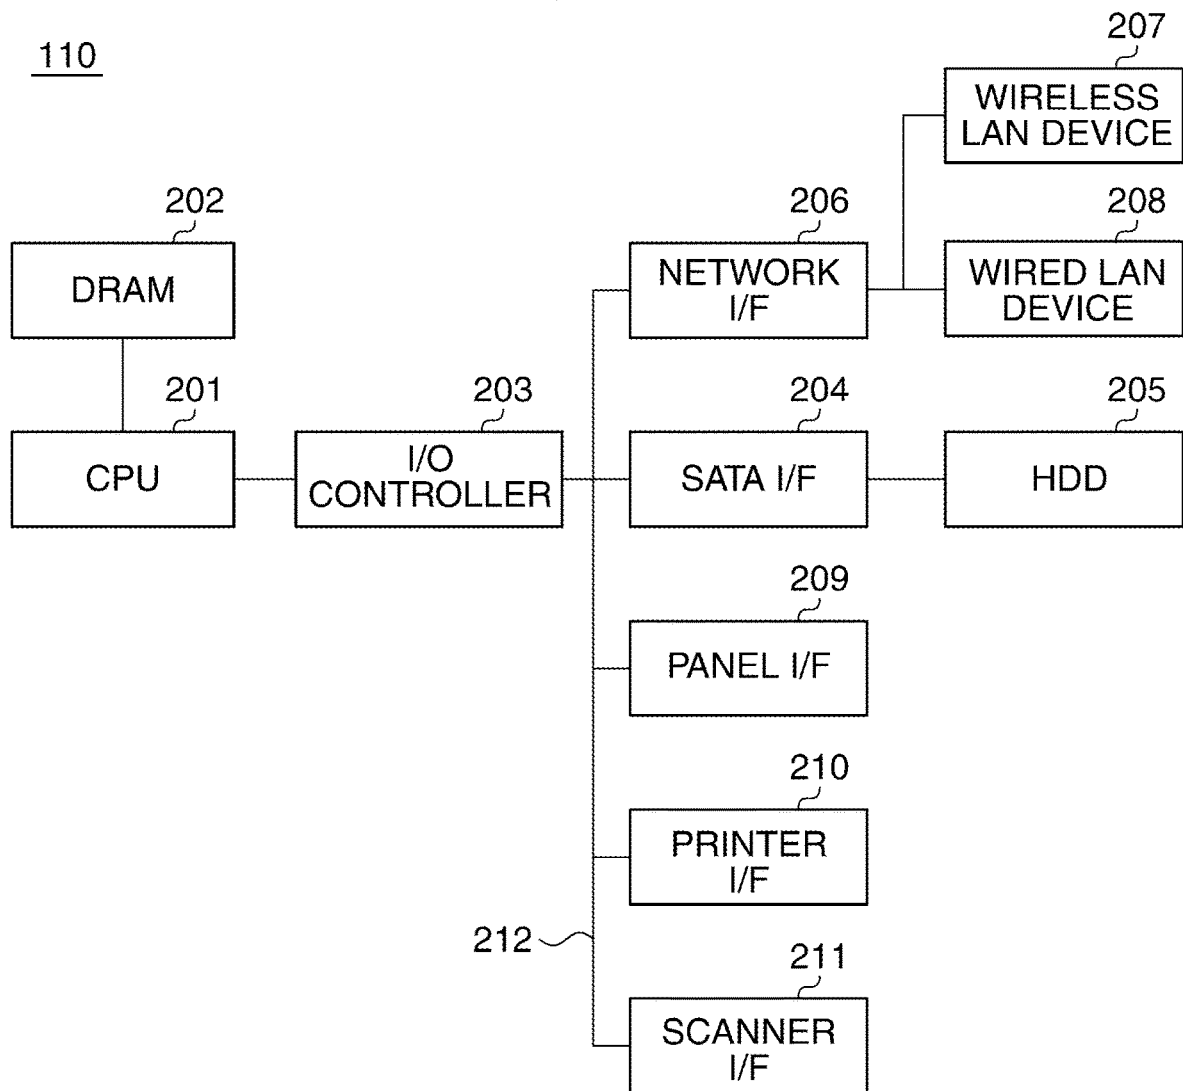 110
207
WIRELESS
LAN DEVICE
202
206
208
DRAM
NETWORK
I/F
WIRED LAN
DEVICE
201
203
204
205
CPU
I/O
CONTROLLER
SATA I/F
HDD
209
PANEL I/F
210
PRINTER
I/F
212
211
SCANNER
I/F